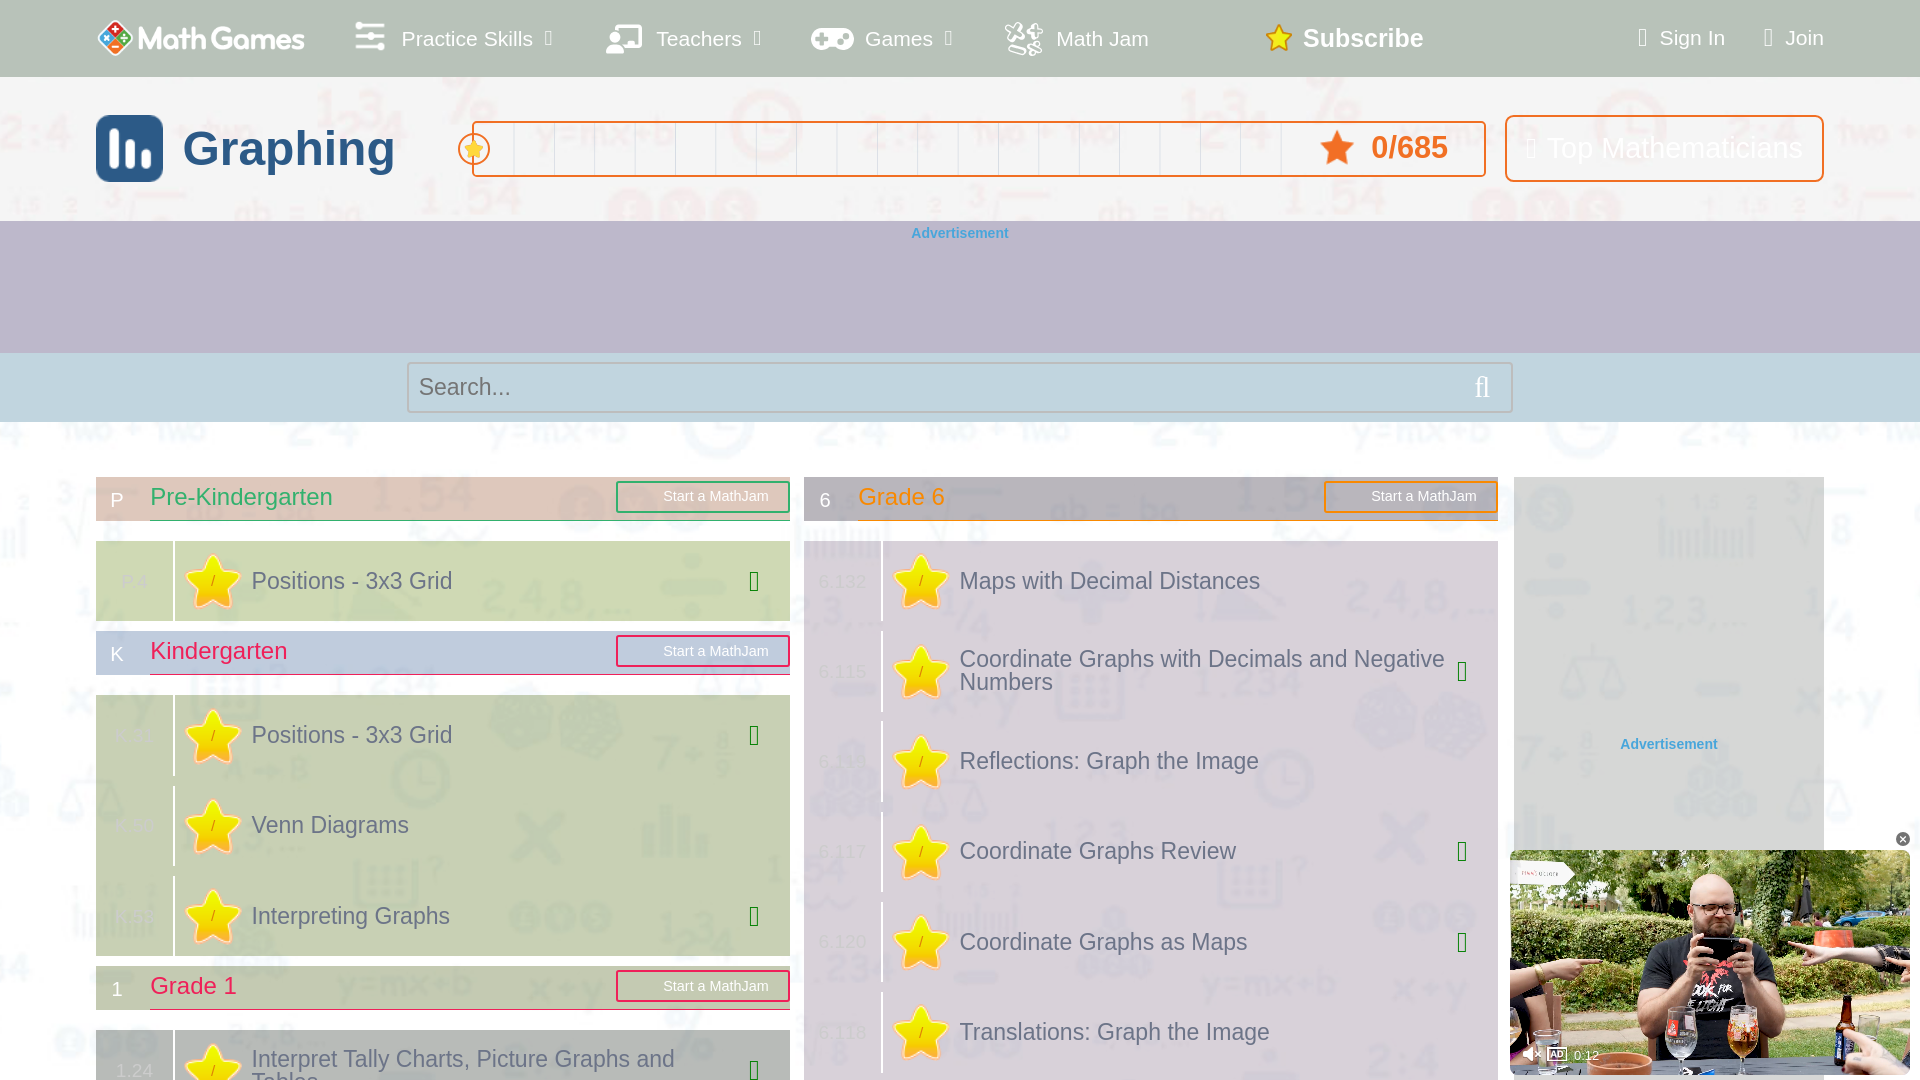 Math Games
Practice Skills
Teachers
Games
Math Jam
Subscribe
Sign In
Join
Graphing
0/685
Top Mathematicians
Advertisement
Search...
P
Pre-Kindergarten
Start a MathJam
P.4
/
Positions - 3x3 Grid
K
Kindergarten
Start a MathJam
/
Positions - 3x3 Grid
/
Venn Diagrams
/
Interpreting Graphs
1
Grade 1
Start a MathJam
1.24
/
Interpret Tally Charts, Picture Graphs and
Tables
6
Grade 6
Start a MathJam
6.132
/
Maps with Decimal Distances
6.115
/
Coordinate Graphs with Decimals and Negative
Numbers
/
Reflections: Graph the Image
6.117
/
Coordinate Graphs Review
6.120
/
Coordinate Graphs as Maps
6.118
/
Translations: Graph the Image
Advertisement
AD
0:12